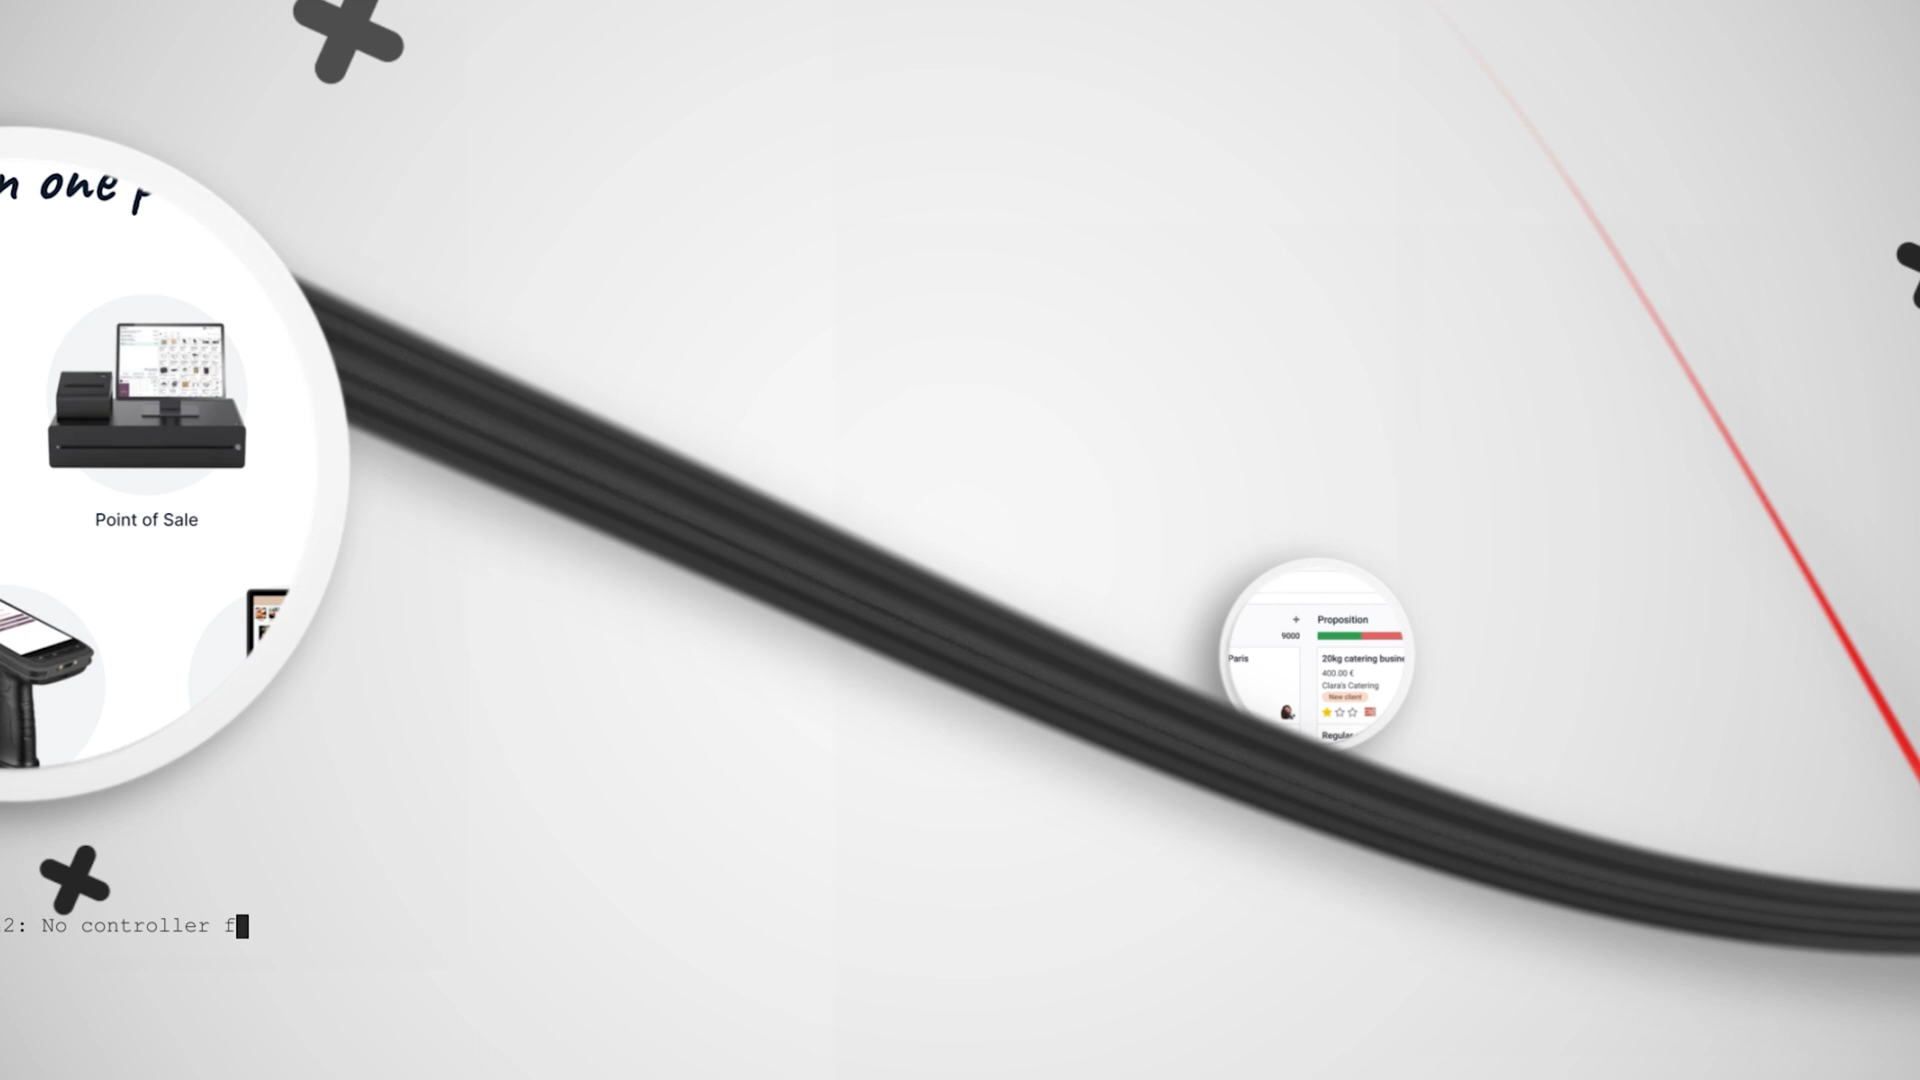 n one
Point of Sale
+ Proposition
9000
Paris
20kg catering busine
400.00 €
Clara's Catering
New client
Regular
2: No controller f